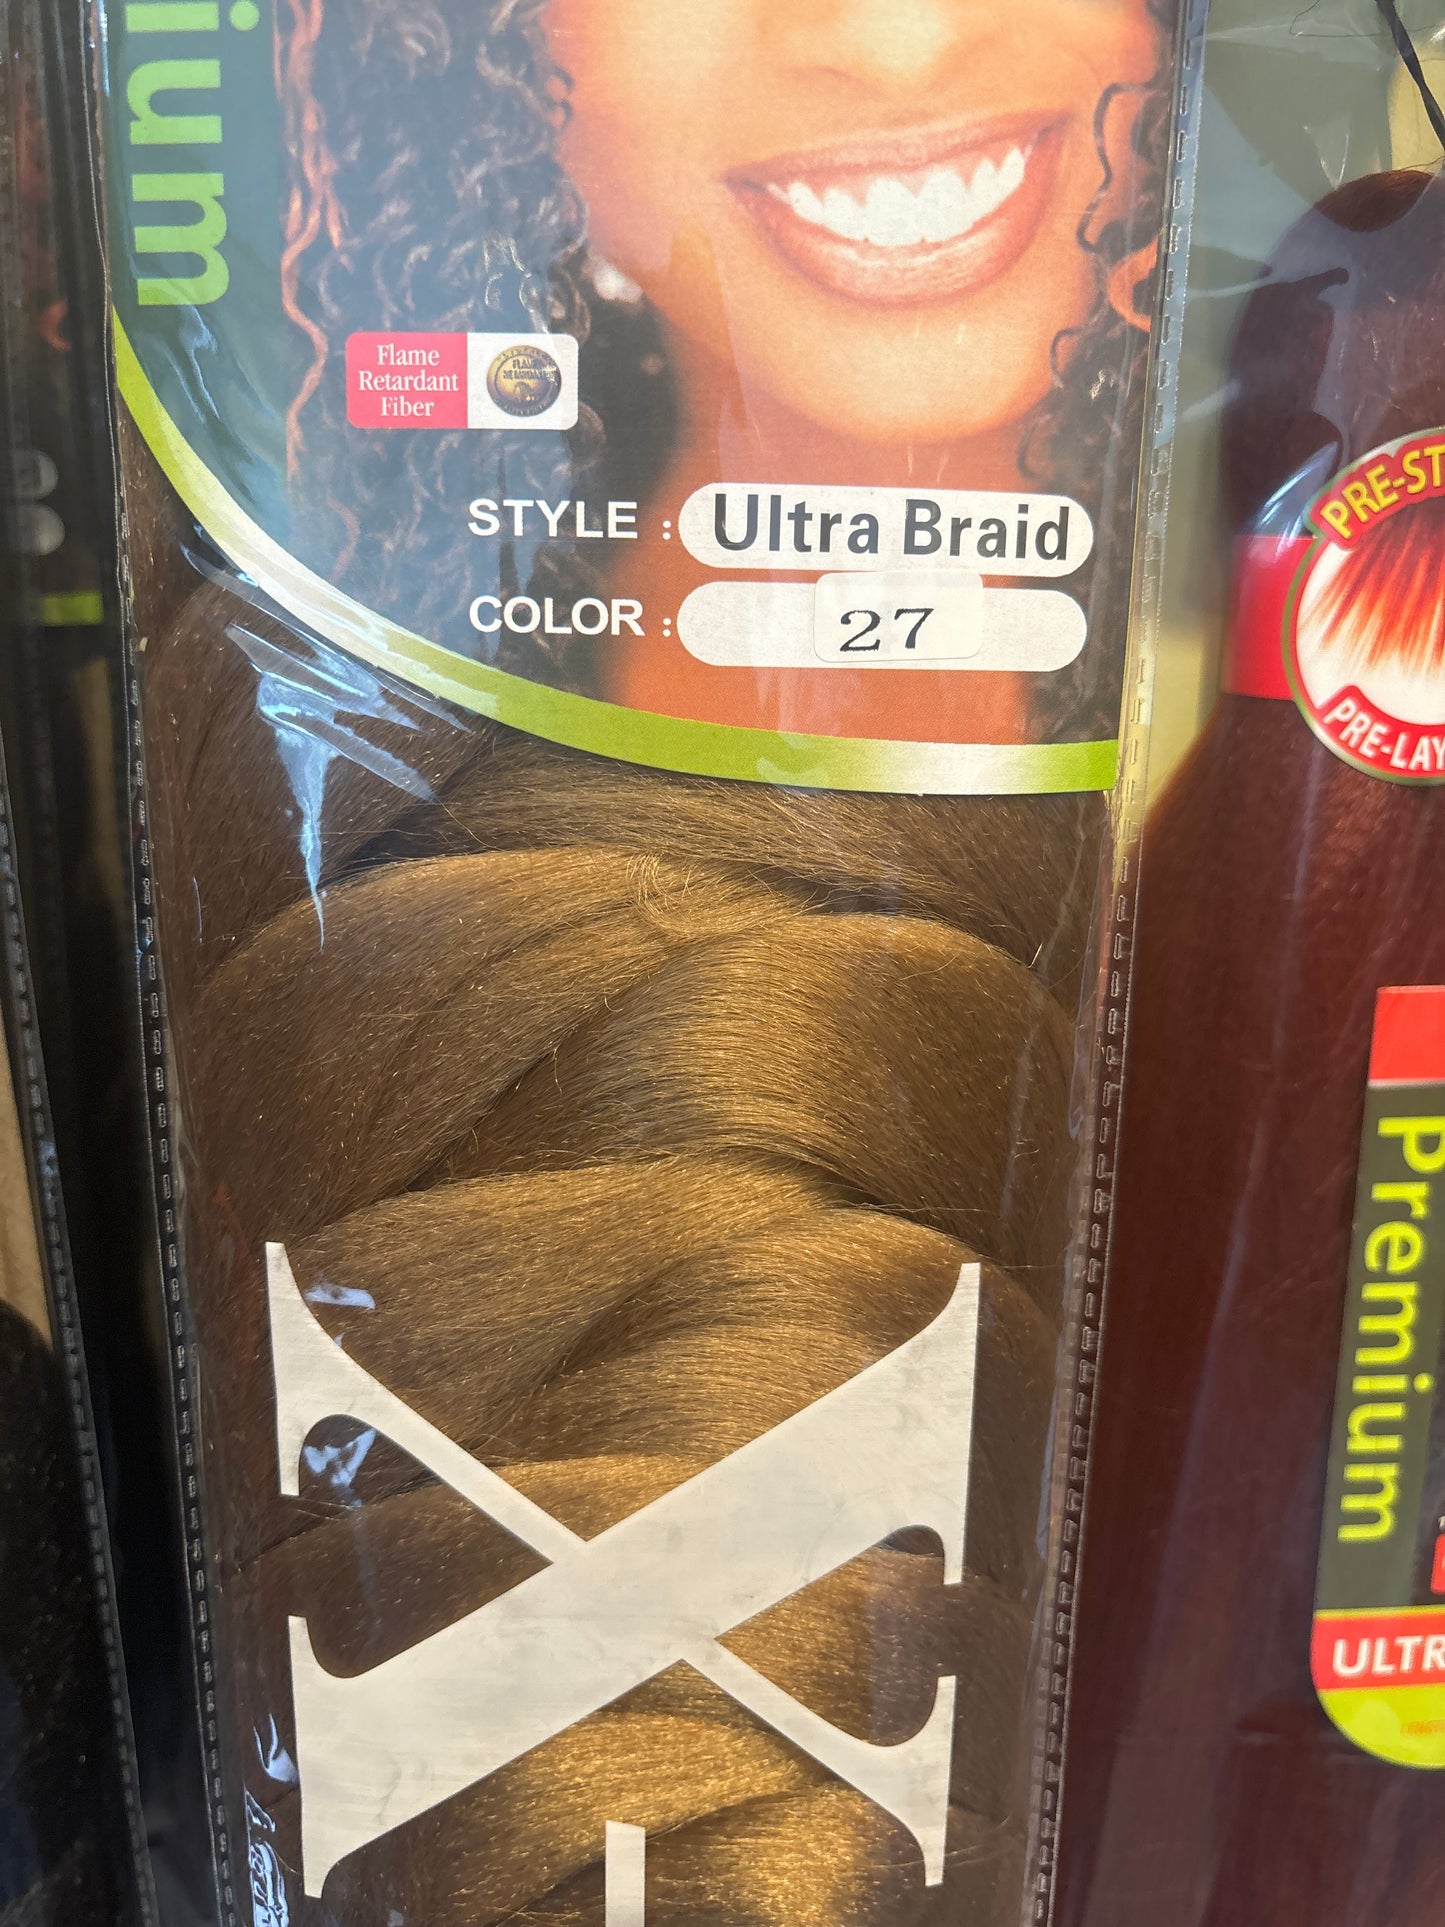 ium
Flame
Retardant
Fiber
STYLE : Ultra Braid
COLOR : 27
X
PRE-ST
PRE-LAY
Premium
ULTR